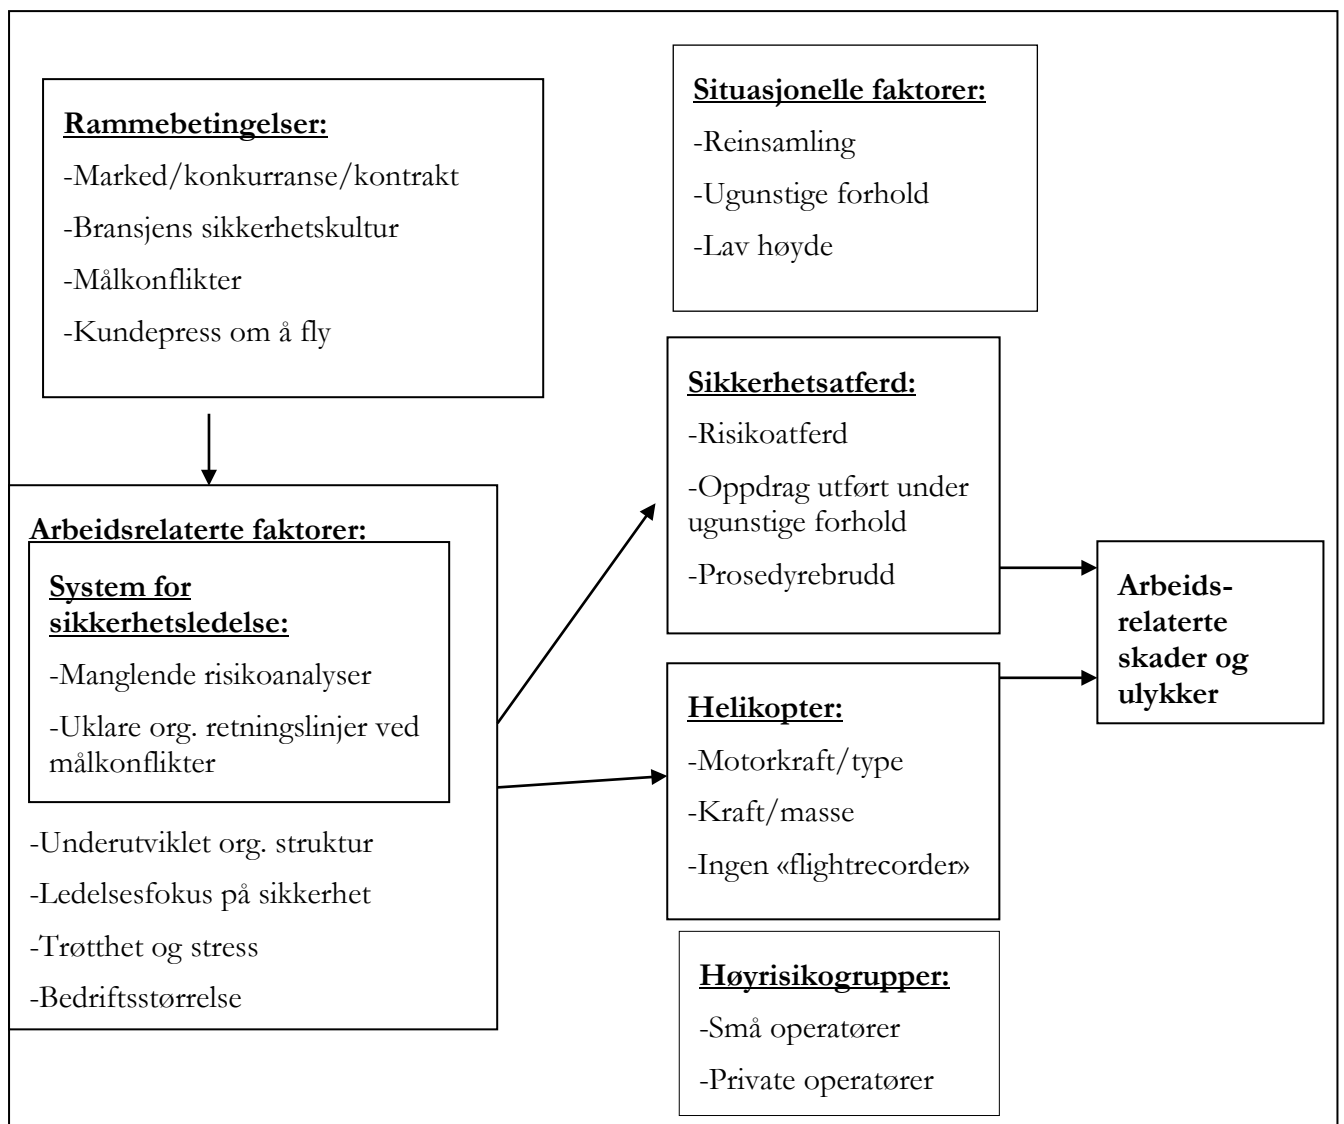 Rammebetingelser:
-Marked/konkurranse/kontrakt
-Bransjens sikkerhetskultur
-Målkonflikter
-Kundepress om å fly
Situasjonelle faktorer:
-Reinsamling
-Ugunstige forhold
-Lav høyde
Arbeidsrelaterte faktorer:
System for
sikkerhetsledelse:
-Manglende risikoanalyser
-Uklare org. retningslinjer ved
målkonflikter
-Underutviklet org. struktur
-Ledelsesfokus på sikkerhet
-Trøtthet og stress
-Bedriftsstørrelse
Sikkerhetsatferd:
-Risikoatferd
-Oppdrag utført under
ugunstige forhold
-Prosedyrebrudd
Helikopter:
-Motorkraft/type
-Kraft/masse
-Ingen «flightrecorder»
Høyrisikogrupper:
-Små operatører
-Private operatører
Arbeids-
relaterte
skader og
ulykker